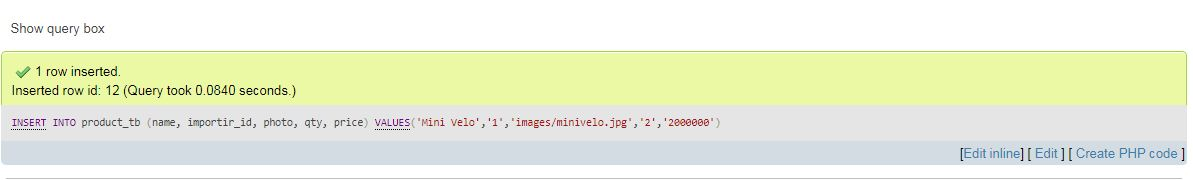 Show query box
1 row inserted.
Inserted row id: 12 (Query took 0.0840 seconds.)
INSERT INTO product_tb (name, importir_id, photo, qty, price) VALUES('Mini Velo','1','images/minivelo.jpg','2','2000000')
[Edit inline] [ Edit ] [ Create PHP code ]